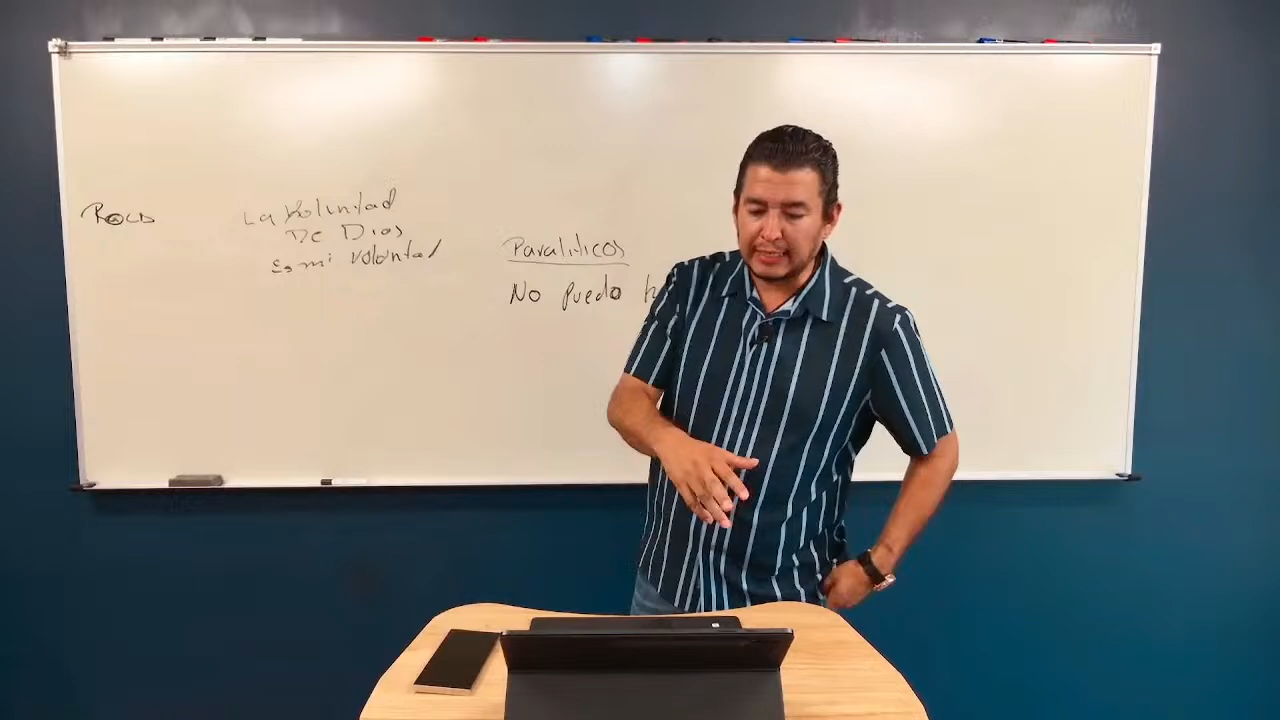 La Voluntad
De Dios
Es mi Voluntad
Paraliticos
No puedo